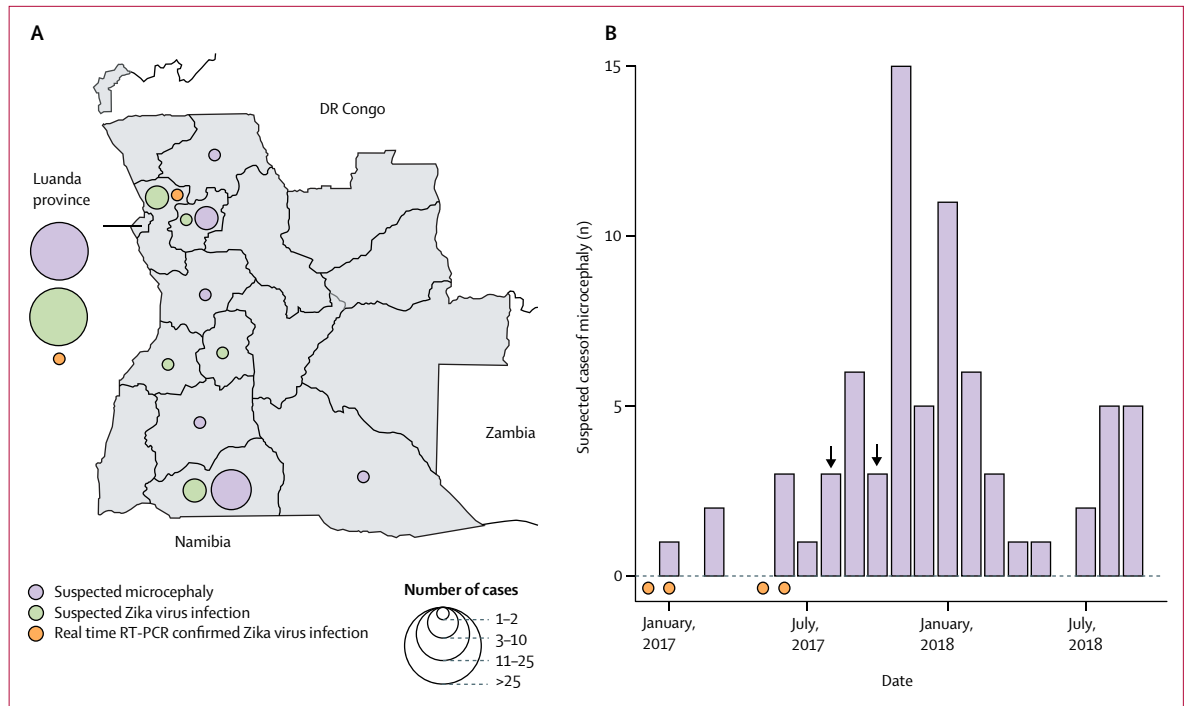 A
DR Congo
Luanda
province
Zambia
Namibia
Suspected microcephaly
Suspected Zika virus infection
Real time RT-PCR confirmed Zika virus infection
Number of cases
1–2
3–10
11–25
>25
B
15
10
5
0
Suspected casesof microcephaly (n)
January,
2017
July,
2017
January,
2018
July,
2018
Date